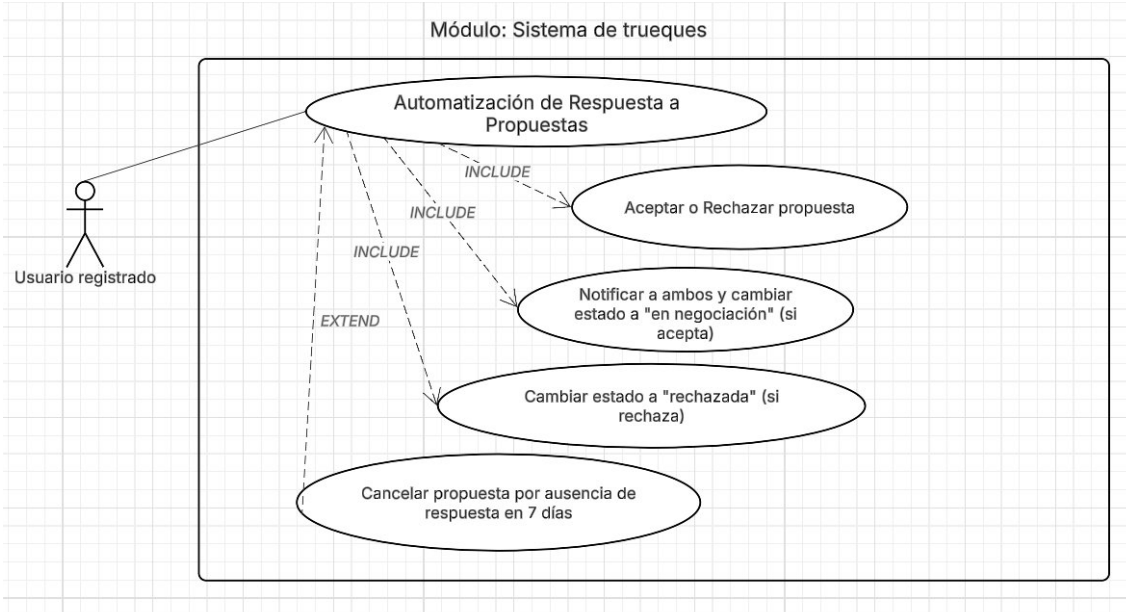 Módulo: Sistema de trueques
Automatización de Respuesta a
Propuestas
INCLUDE
Aceptar o Rechazar propuesta
INCLUDE
INCLUDE
Usuario registrado
Notificar a ambos y cambiar
estado a "en negociación" (si
acepta)
EXTEND
Cambiar estado a "rechazada" (si
rechaza)
Cancelar propuesta por ausencia de
respuesta en 7 días